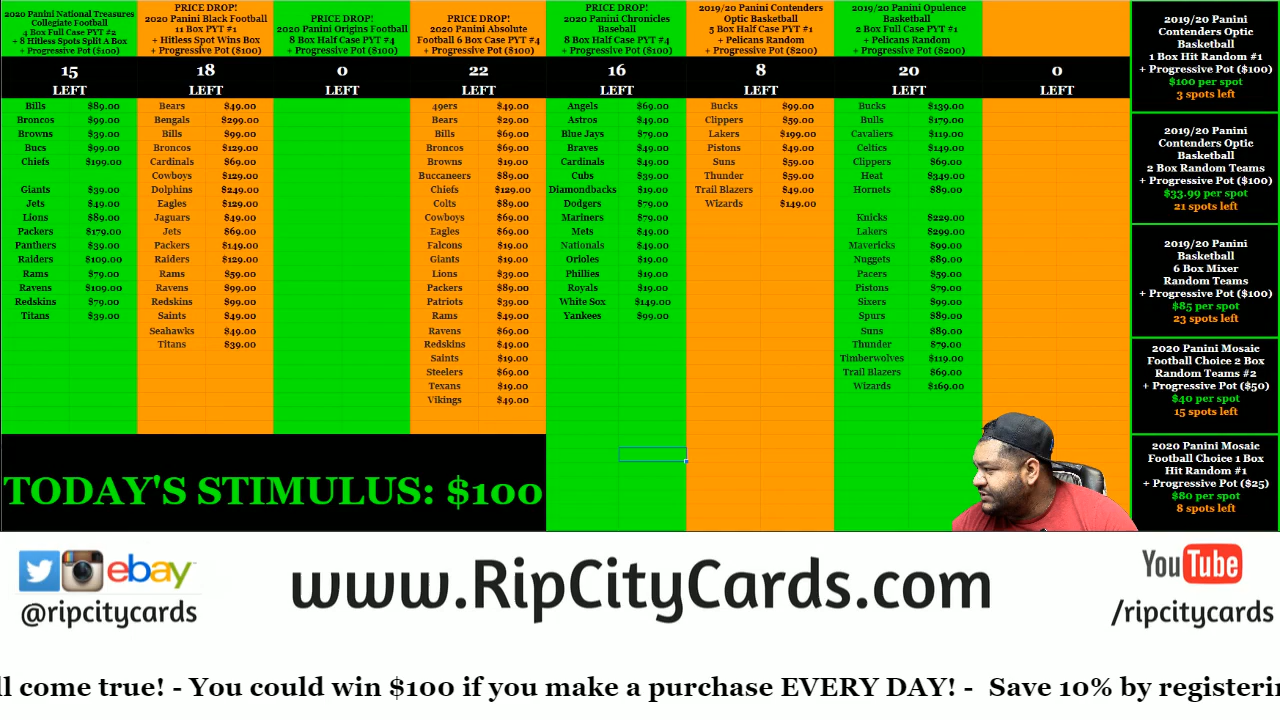 2020 Panini National Treasures
Collegiate Football
4 Box Full Case PYT #2
+ 8 Hitless Spots Split A Box
+ Progressive Pot ($100)
15
LEFT
Bills $89.00
Broncos $99.00
Browns $39.00
Bucs $99.00
Chiefs $199.00
Giants $39.00
Jets $49.00
Lions $89.00
Packers $179.00
Panthers $39.00
Raiders $109.00
Rams $79.00
Ravens $109.00
Redskins $79.00
Titans $39.00
PRICE DROP!
2020 Panini Black Football
11 Box PYT #1
+ Hitless Spot Wins Box
+ Progressive Pot ($100)
18
LEFT
Bears $49.00
Bengals $299.00
Bills $99.00
Broncos $129.00
Cardinals $69.00
Cowboys $129.00
Dolphins $249.00
Eagles $129.00
Jaguars $49.00
Jets $69.00
Packers $149.00
Raiders $129.00
Rams $59.00
Ravens $99.00
Redskins $99.00
Saints $49.00
Seahawks $49.00
Titans $39.00
PRICE DROP!
2020 Panini Origins Football
8 Box Half Case PYT #4
+ Progressive Pot ($100)
0
LEFT
PRICE DROP!
2020 Panini Absolute
Football 6 Box Case PYT #4
+ Progressive Pot ($100)
22
LEFT
49ers $49.00
Bears $29.00
Bills $69.00
Broncos $69.00
Browns $19.00
Buccaneers $89.00
Chiefs $129.00
Colts $89.00
Cowboys $69.00
Eagles $69.00
Falcons $19.00
Giants $19.00
Lions $39.00
Packers $89.00
Patriots $39.00
Rams $49.00
Ravens $69.00
Redskins $49.00
Saints $19.00
Steelers $69.00
Texans $19.00
Vikings $49.00
PRICE DROP!
2020 Panini Chronicles
Baseball
8 Box Half Case PYT #4
+ Progressive Pot ($100)
16
LEFT
Angels $69.00
Astros $49.00
Blue Jays $79.00
Braves $49.00
Cardinals $49.00
Cubs $39.00
Diamondbacks $19.00
Dodgers $79.00
Mariners $79.00
Mets $49.00
Nationals $49.00
Orioles $19.00
Phillies $19.00
Royals $19.00
White Sox $149.00
Yankees $99.00
2019/20 Panini Contenders
Optic Basketball
5 Box Half Case PYT #1
+ Pelicans Random
+ Progressive Pot ($200)
8
LEFT
Bucks $99.00
Clippers $59.00
Lakers $199.00
Pistons $49.00
Suns $59.00
Thunder $59.00
Trail Blazers $49.00
Wizards $149.00
2019/20 Panini Opulence
Basketball
2 Box Full Case PYT #1
+ Pelicans Random
+ Progressive Pot ($200)
20
LEFT
Bucks $139.00
Bulls $179.00
Cavaliers $119.00
Celtics $149.00
Clippers $69.00
Heat $349.00
Hornets $89.00
Knicks $229.00
Lakers $299.00
Mavericks $99.00
Nuggets $89.00
Pacers $59.00
Pistons $79.00
Sixers $99.00
Spurs $89.00
Suns $89.00
Thunder $79.00
Timberwolves $119.00
Trail Blazers $69.00
Wizards $169.00
0
LEFT
2019/20 Panini
Contenders Optic
Basketball
1 Box Hit Random #1
+ Progressive Pot ($100)
$100 per spot
3 spots left
2019/20 Panini
Contenders Optic
Basketball
2 Box Random Teams
+ Progressive Pot ($100)
$33.99 per spot
21 spots left
2019/20 Panini
Basketball
6 Box Mixer
Random Teams
+ Progressive Pot ($100)
$85 per spot
23 spots left
2020 Panini Mosaic
Football Choice 2 Box
Random Teams #2
+ Progressive Pot ($50)
$40 per spot
15 spots left
2020 Panini Mosaic
Football Choice 1 Box
Hit Random #1
+ Progressive Pot ($25)
$80 per spot
8 spots left
TODAY'S STIMULUS: $100
ebay
@ripcitycards
www.RipCityCards.com
YouTube
/ripcitycards
ll come true! - You could win $100 if you make a purchase EVERY DAY! - Save 10% by registerin